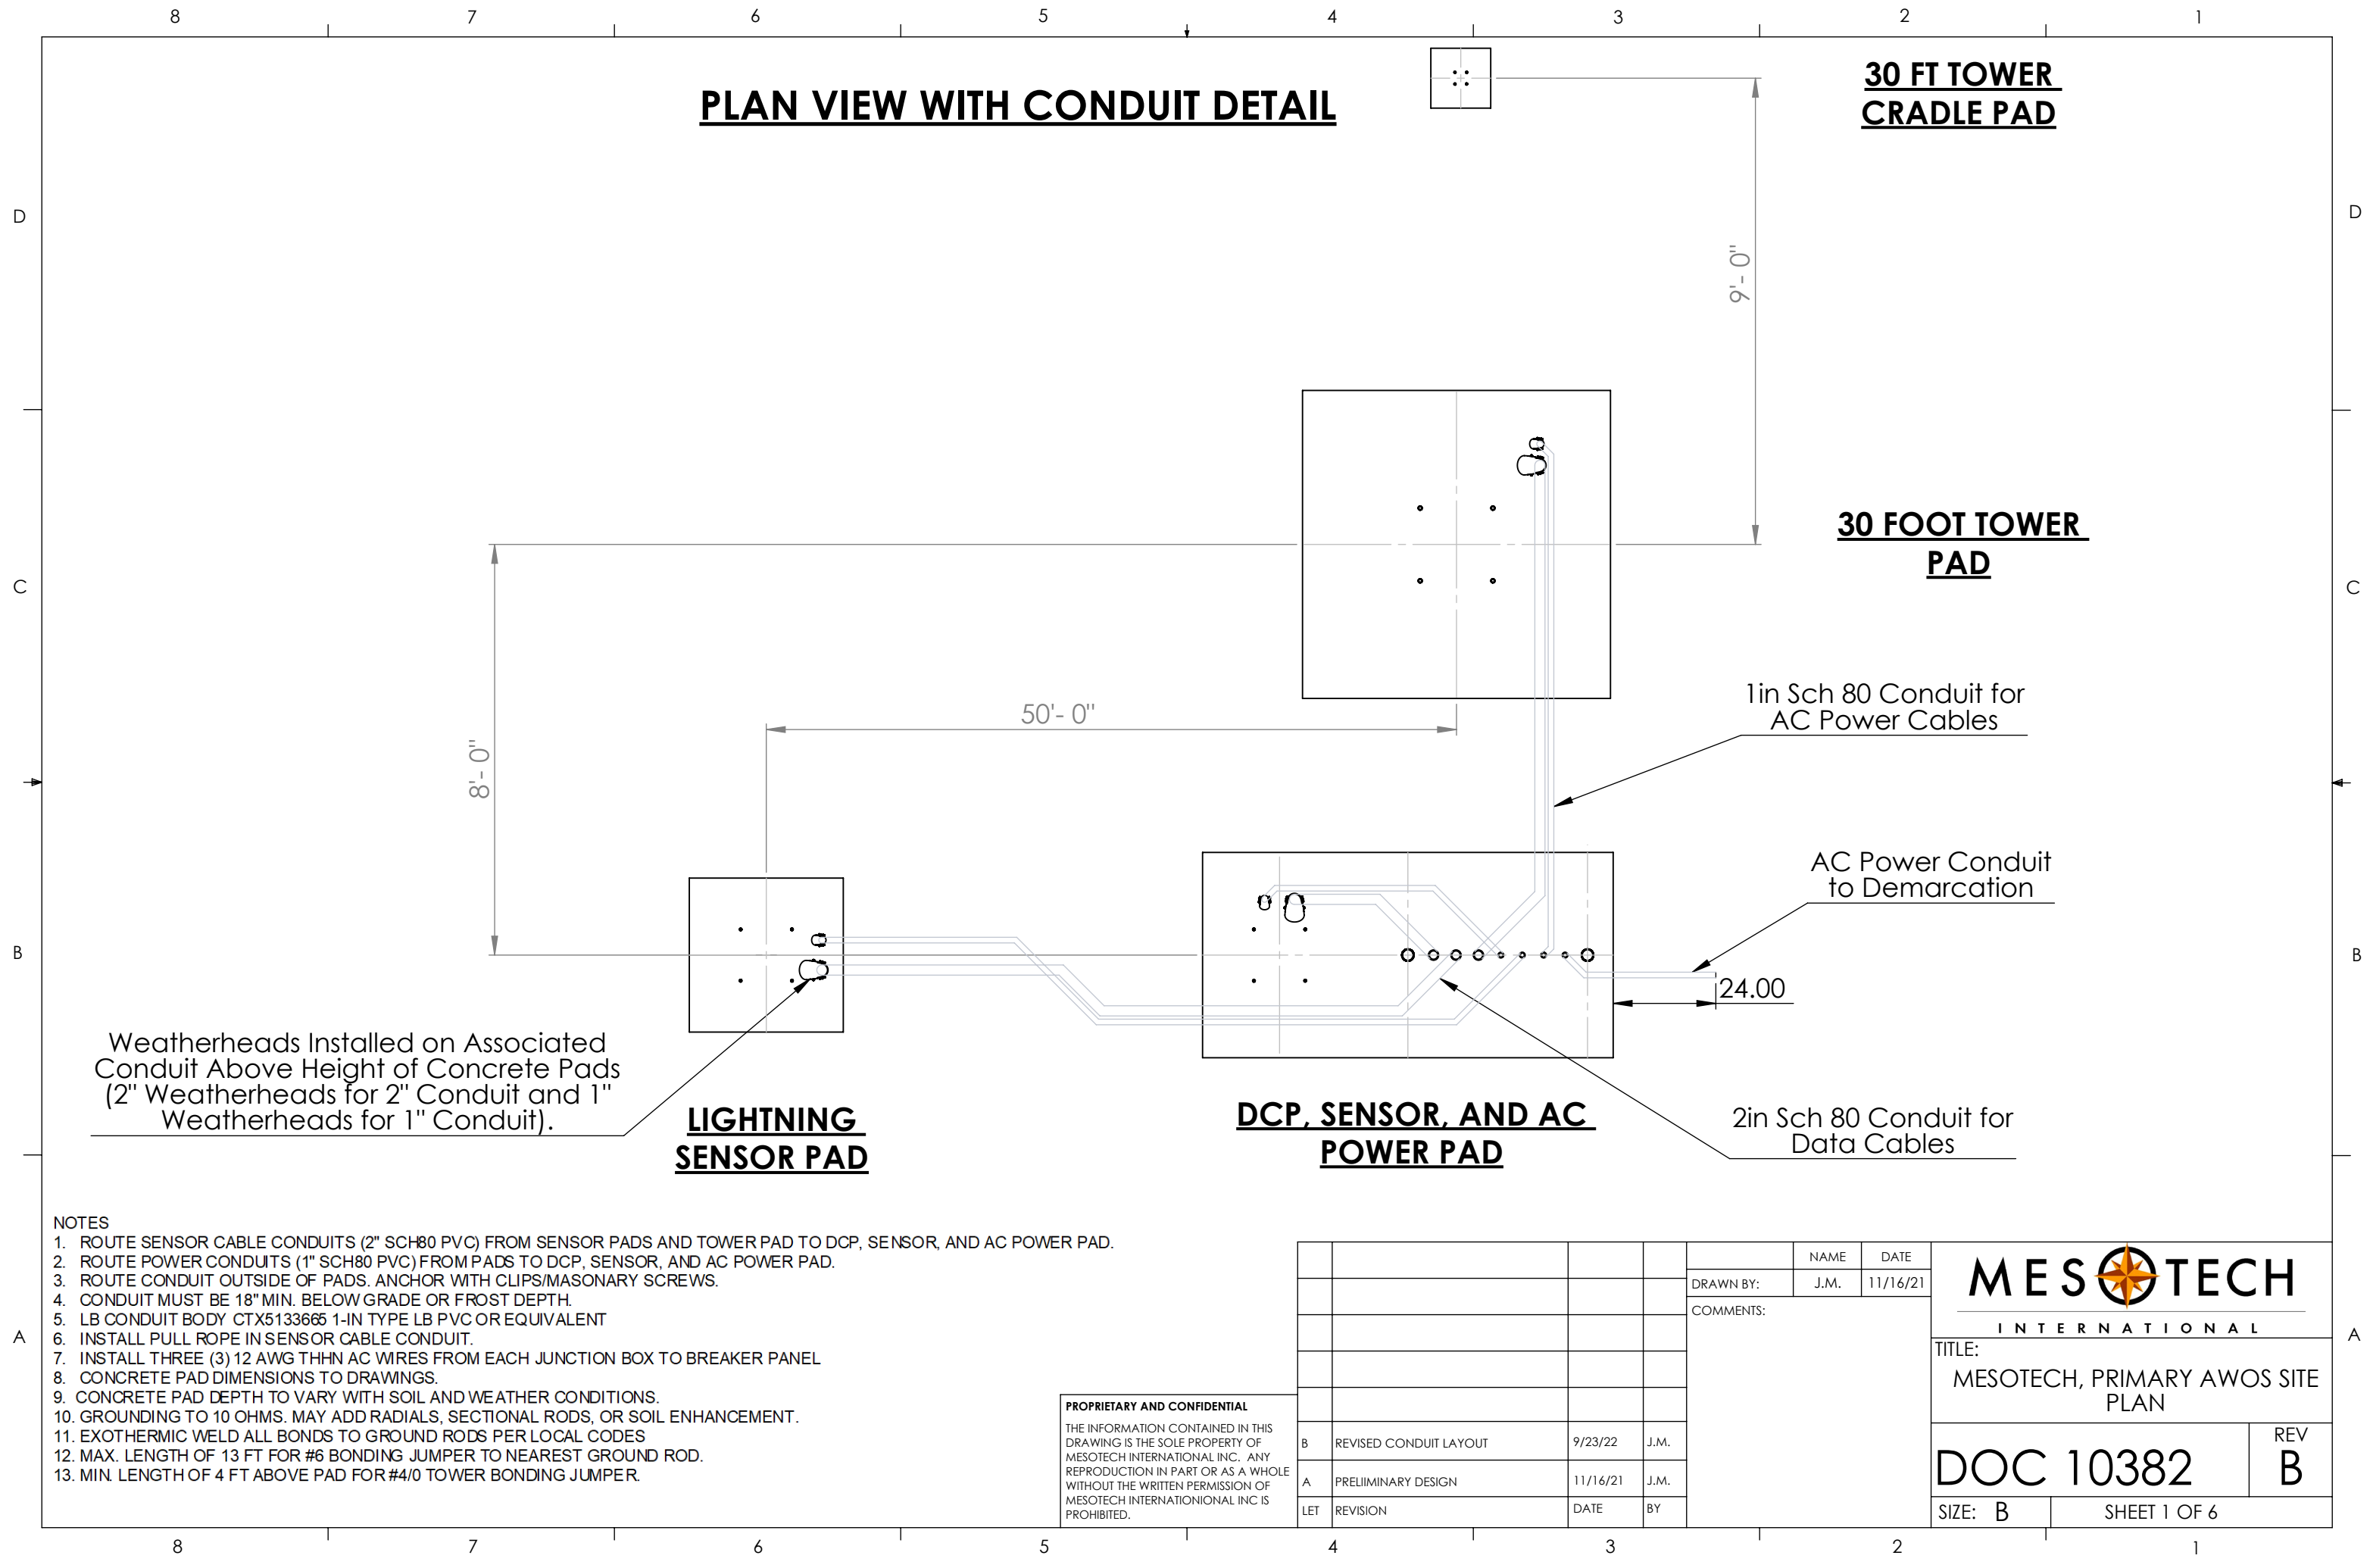 8 7 6 5 4 3 2 1
PLAN VIEW WITH CONDUIT DETAIL
30 FT TOWER
CRADLE PAD
D
D
9'- 0"
30 FOOT TOWER
PAD
C
C
1in Sch 80 Conduit for
AC Power Cables
50'- 0"
8'- 0"
AC Power Conduit
to Demarcation
B
B
24.00
Weatherheads Installed on Associated
Conduit Above Height of Concrete Pads
(2" Weatherheads for 2" Conduit and 1"
Weatherheads for 1" Conduit).
LIGHTNING
SENSOR PAD
DCP, SENSOR, AND AC
POWER PAD
2in Sch 80 Conduit for
Data Cables
NOTES
1. ROUTE SENSOR CABLE CONDUITS (2" SCH80 PVC) FROM SENSOR PADS AND TOWER PAD TO DCP, SENSOR, AND AC POWER PAD.
2. ROUTE POWER CONDUITS (1" SCH80 PVC) FROM PADS TO DCP, SENSOR, AND AC POWER PAD.
3. ROUTE CONDUIT OUTSIDE OF PADS. ANCHOR WITH CLIPS/MASONARY SCREWS.
4. CONDUIT MUST BE 18" MIN. BELOW GRADE OR FROST DEPTH.
5. LB CONDUIT BODY CTX5133665 1-IN TYPE LB PVC OR EQUIVALENT
6. INSTALL PULL ROPE IN SENSOR CABLE CONDUIT.
7. INSTALL THREE (3) 12 AWG THHN AC WIRES FROM EACH JUNCTION BOX TO BREAKER PANEL
8. CONCRETE PAD DIMENSIONS TO DRAWINGS.
9. CONCRETE PAD DEPTH TO VARY WITH SOIL AND WEATHER CONDITIONS.
10. GROUNDING TO 10 OHMS. MAY ADD RADIALS, SECTIONAL RODS, OR SOIL ENHANCEMENT.
11. EXOTHERMIC WELD ALL BONDS TO GROUND RODS PER LOCAL CODES
12. MAX. LENGTH OF 13 FT FOR #6 BONDING JUMPER TO NEAREST GROUND ROD.
13. MIN. LENGTH OF 4 FT ABOVE PAD FOR #4/0 TOWER BONDING JUMPER.
A
A
PROPRIETARY AND CONFIDENTIAL
THE INFORMATION CONTAINED IN THIS
DRAWING IS THE SOLE PROPERTY OF
MESOTECH INTERNATIONAL INC. ANY
REPRODUCTION IN PART OR AS A WHOLE
WITHOUT THE WRITTEN PERMISSION OF
MESOTECH INTERNATIONIONAL INC IS
PROHIBITED.
B REVISED CONDUIT LAYOUT 9/23/22 J.M.
A PRELIIMINARY DESIGN 11/16/21 J.M.
LET REVISION DATE BY
NAME DATE
DRAWN BY: J.M. 11/16/21
COMMENTS:
MESOTECH
INTERNATIONAL
TITLE:
MESOTECH, PRIMARY AWOS SITE
PLAN
DOC 10382
REV
B
SIZE: B
SHEET 1 OF 6
8 7 6 5 4 3 2 1